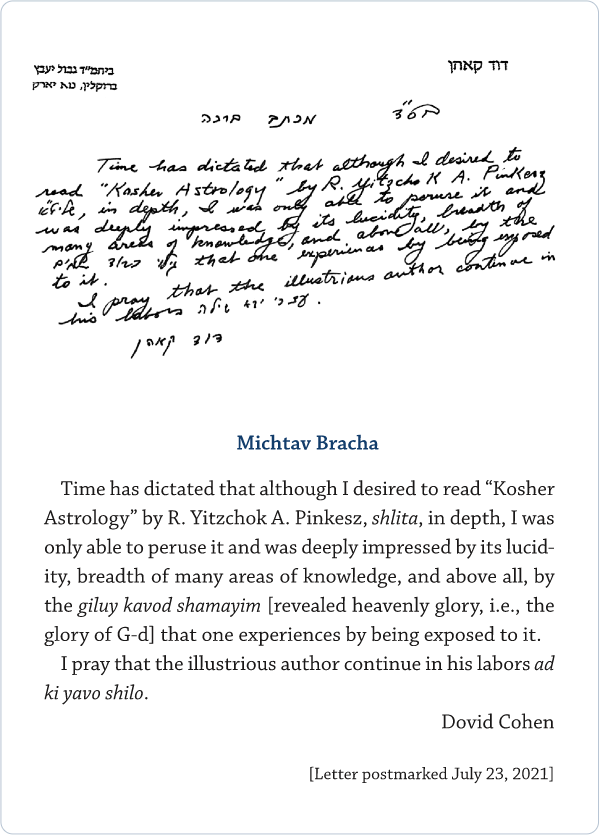 דוד קאהן
ביהמ״ד גבול יעבץ
ברוקלין, נוא יארק
בס״ד
מכתב ברכה
Time has dictated that although I desired to
read "Kosher Astrology" by R. Yitzchok A. Pinkesz
שליט״א, in depth, I was only able to peruse it and
was deeply impressed by its lucidity, breadth of
many areas of knowledge, and above all, by the
גילוי כבוד שמים that one experiences by being exposed
to it.
I pray that the illustrious author continue in
his labors עד כי יבא שילה.
דוד קאהן
Michtav Bracha
Time has dictated that although I desired to read “Kosher
Astrology” by R. Yitzchok A. Pinkesz, shlita, in depth, I was
only able to peruse it and was deeply impressed by its lucid-
ity, breadth of many areas of knowledge, and above all, by
the giluy kavod shamayim [revealed heavenly glory, i.e., the
glory of G-d] that one experiences by being exposed to it.
I pray that the illustrious author continue in his labors ad
ki yavo shilo.
Dovid Cohen
[Letter postmarked July 23, 2021]